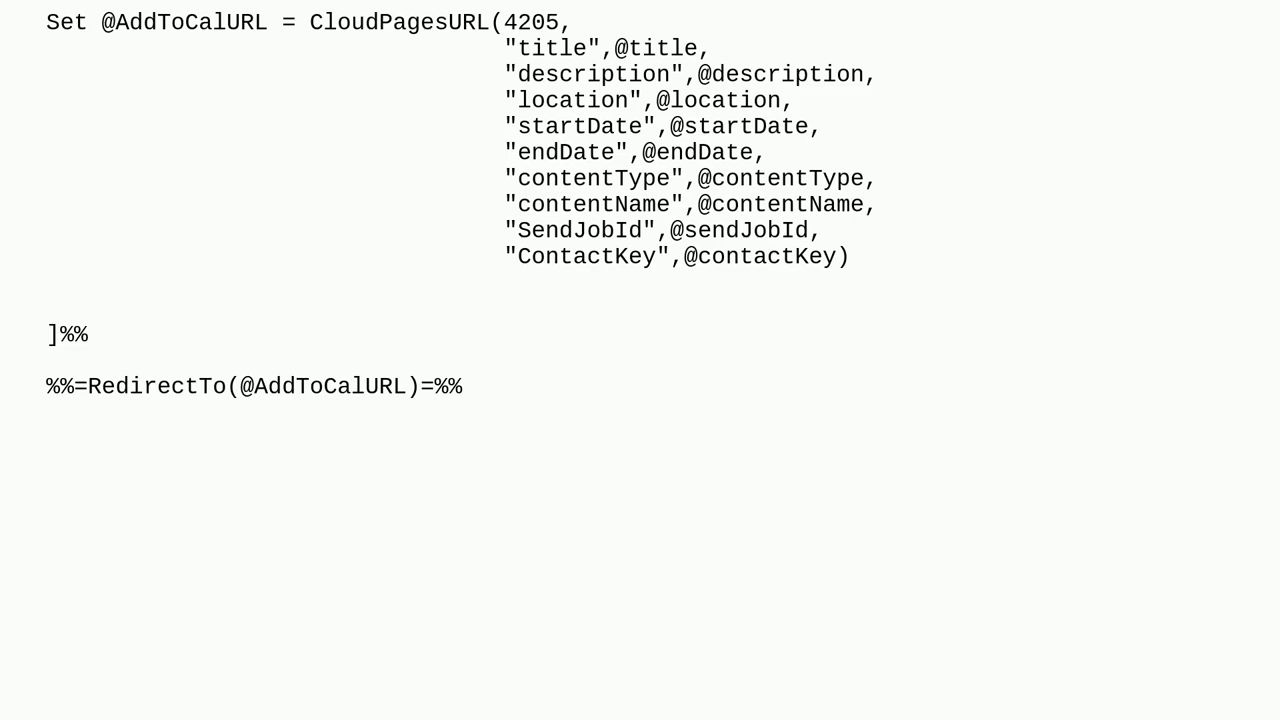 Set @AddToCalURL = CloudPagesURL(4205,
"title",@title,
"description",@description,
"location",@location,
"startDate",@startDate,
"endDate",@endDate,
"contentType",@contentType,
"contentName",@contentName,
"SendJobId",@sendJobId,
"ContactKey",@contactKey)
]%%
%%=RedirectTo(@AddToCalURL)=%%